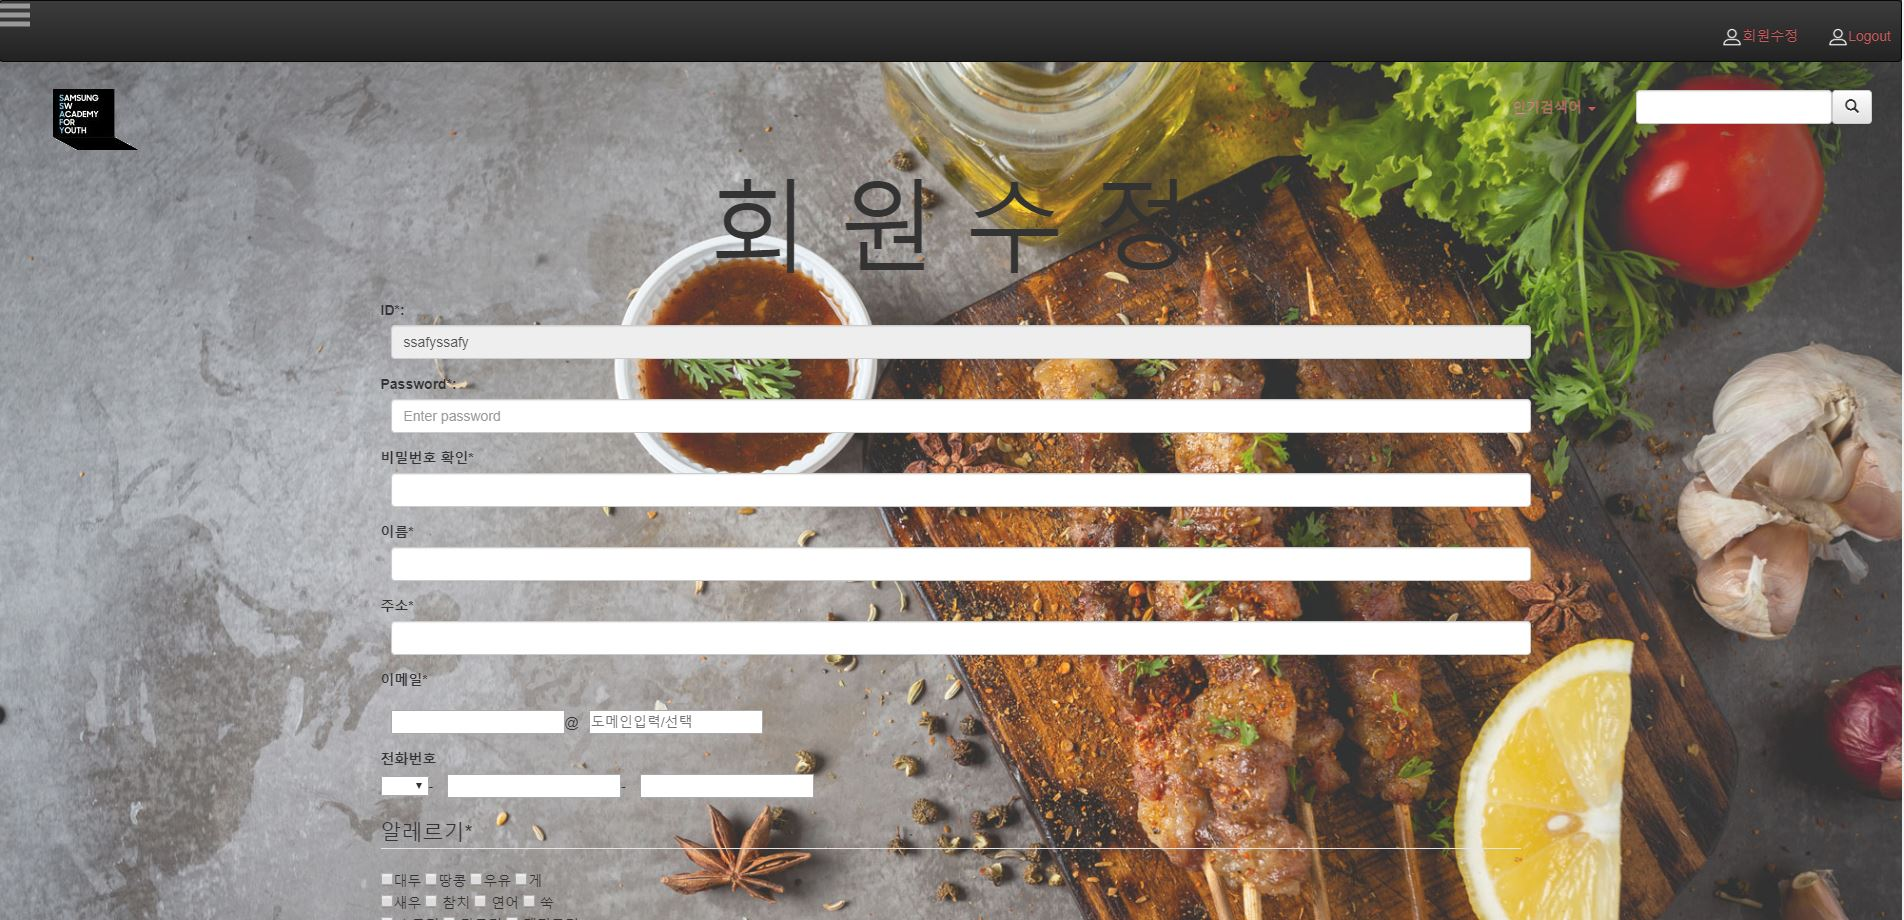 회원수정 Logout
SAMSUNG
SW
ACADEMY
FOR
YOUTH
인기검색어
회 원 수 정
ID*:
ssafyssafy
Password*:
Enter password
비밀번호 확인*
이름*
주소*
이메일*
@ 도메인입력/선택
전화번호
- -
알레르기*
대두 땅콩 우유 게
새우 참치 연어 쑥